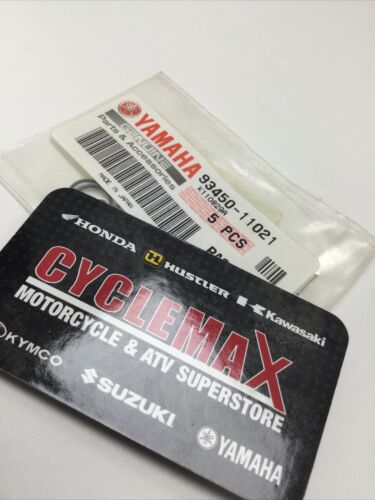 YAMAHA
GENUINE
Parts & Accessories
MADE IN JAPAN
93450-11021
K110829A
5 PCS
HONDA
HUSTLER
Kawasaki
CYCLEMAX
MOTORCYCLE & ATV SUPERSTORE
KYMCO
SUZUKI
YAMAHA